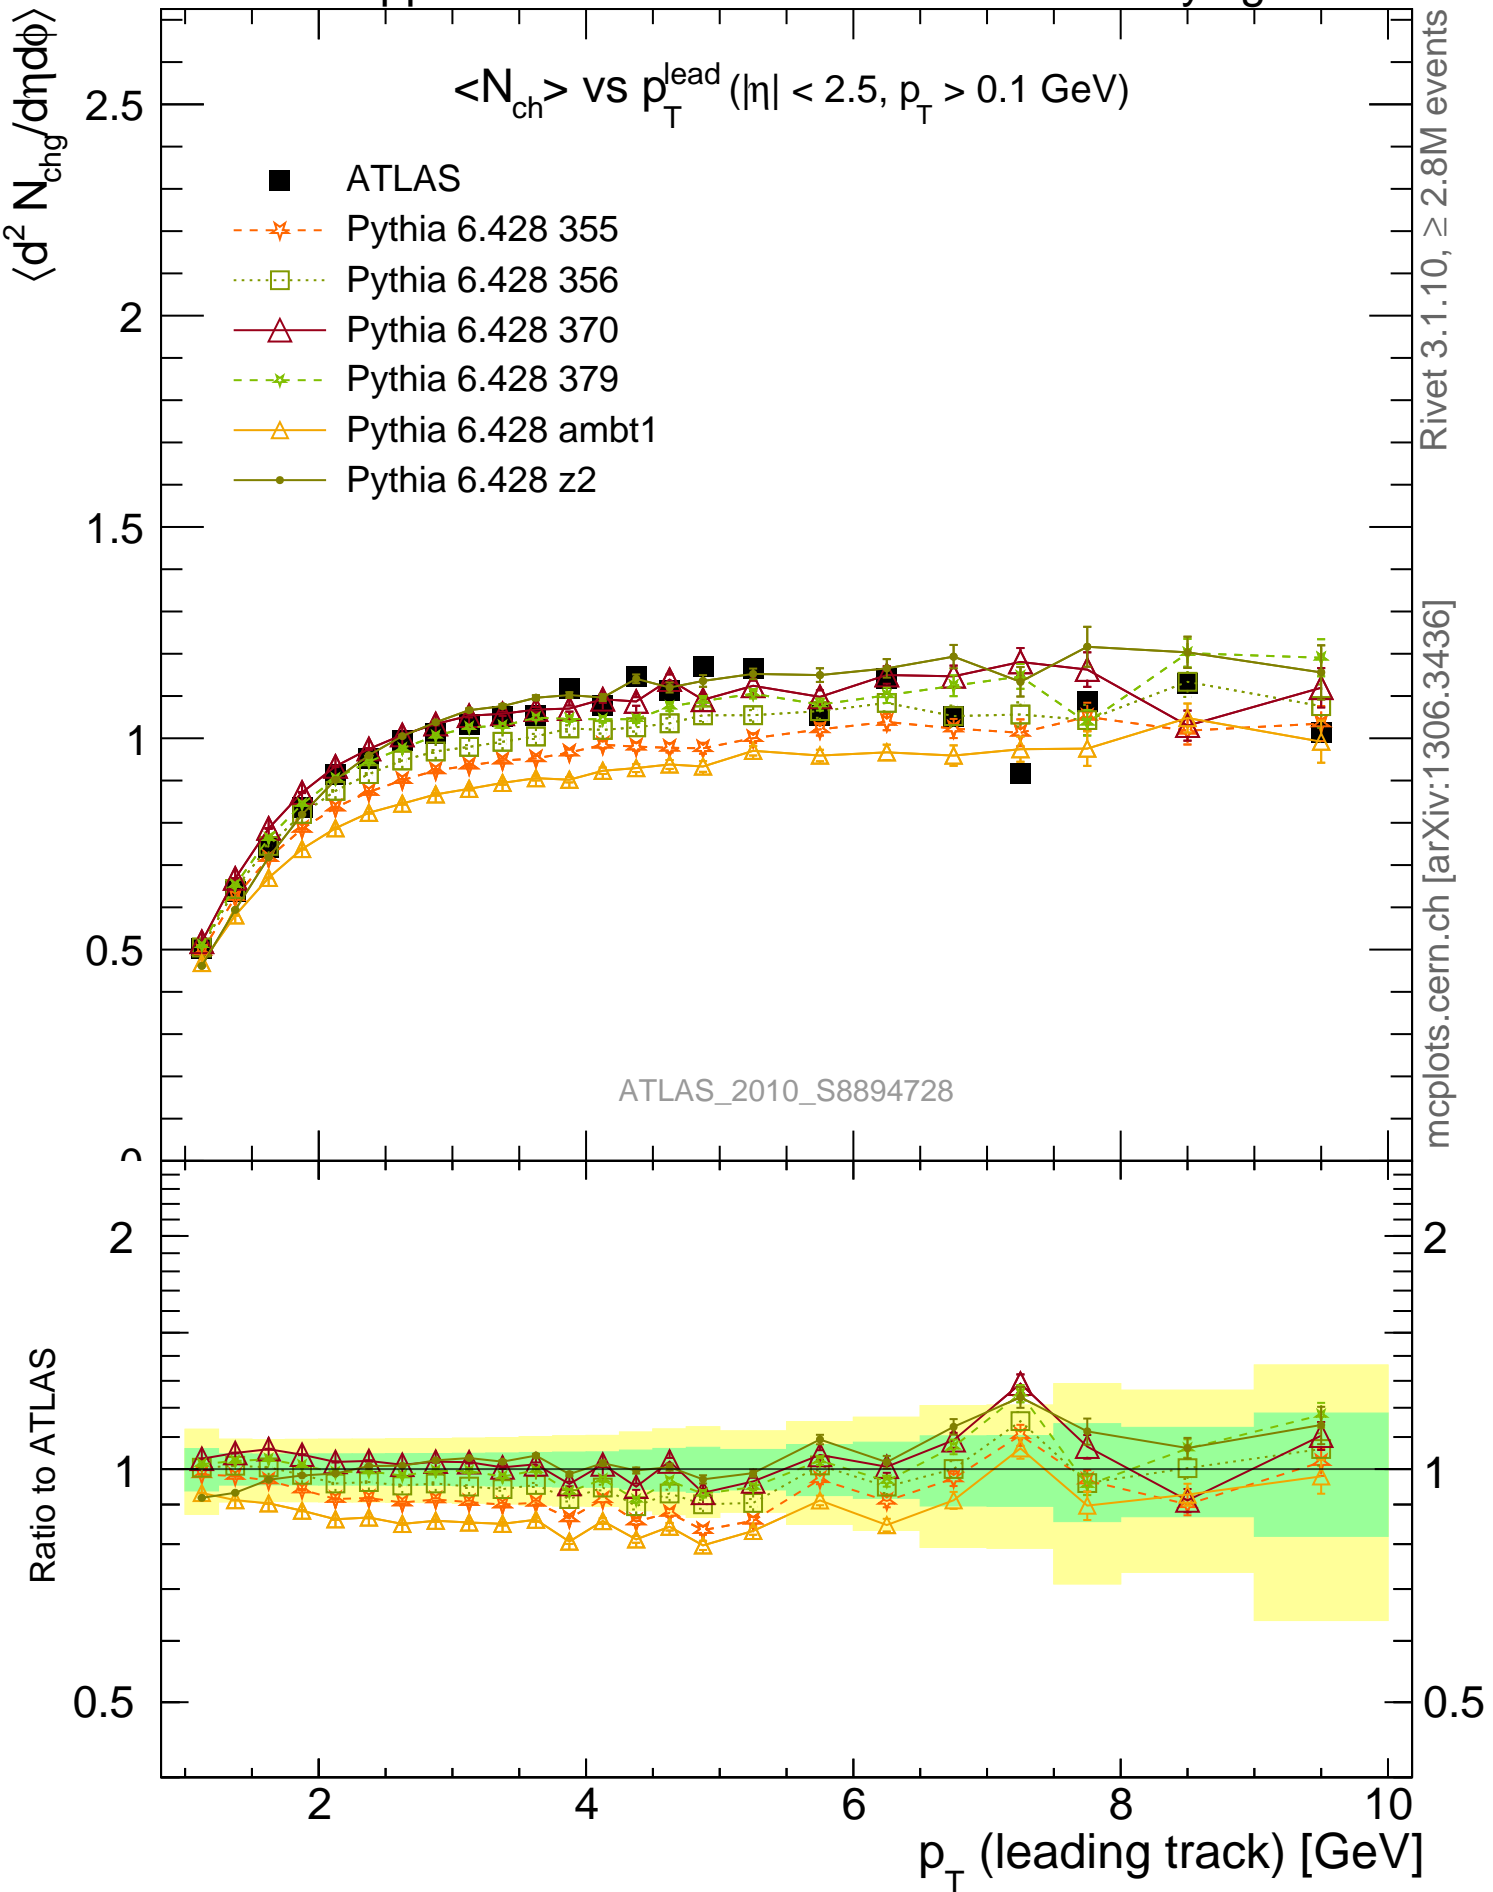 <N_ch> vs p_T^lead (|η| < 2.5, p_T > 0.1 GeV)
⟨d² N_chg/dηdϕ⟩
ATLAS
Pythia 6.428 355
Pythia 6.428 356
Pythia 6.428 370
Pythia 6.428 379
Pythia 6.428 ambt1
Pythia 6.428 z2
2.5
2
1.5
1
0.5
0
ATLAS_2010_S8894728
Rivet 3.1.10, ≥ 2.8M events
mcplots.cern.ch [arXiv:1306.3436]
Ratio to ATLAS
2
1
0.5
2
1
0.5
2 4 6 8 10
p_T (leading track) [GeV]